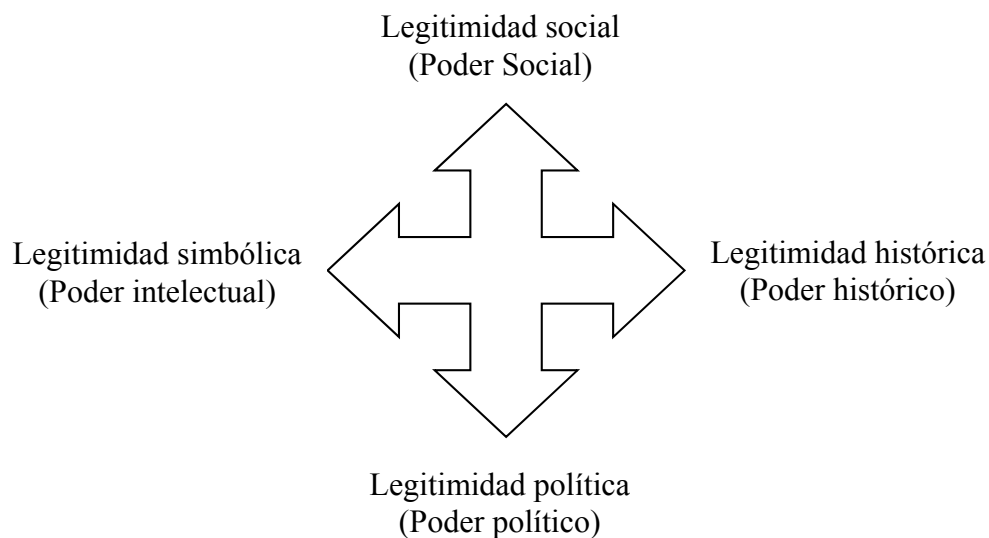 Legitimidad social
(Poder Social)
Legitimidad simbólica
(Poder intelectual)
Legitimidad histórica
(Poder histórico)
Legitimidad política
(Poder político)